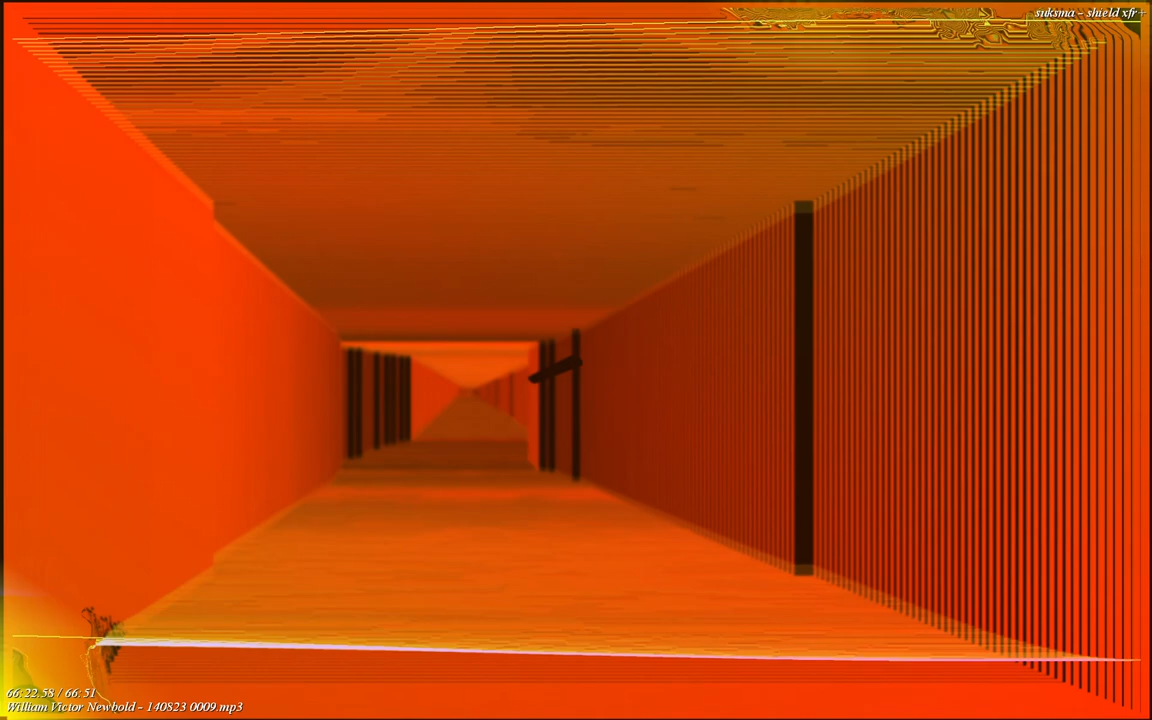 suksma - shield xfr+
66:22.58 / 66:51
William Victor Newbold - 140823 0009.mp3